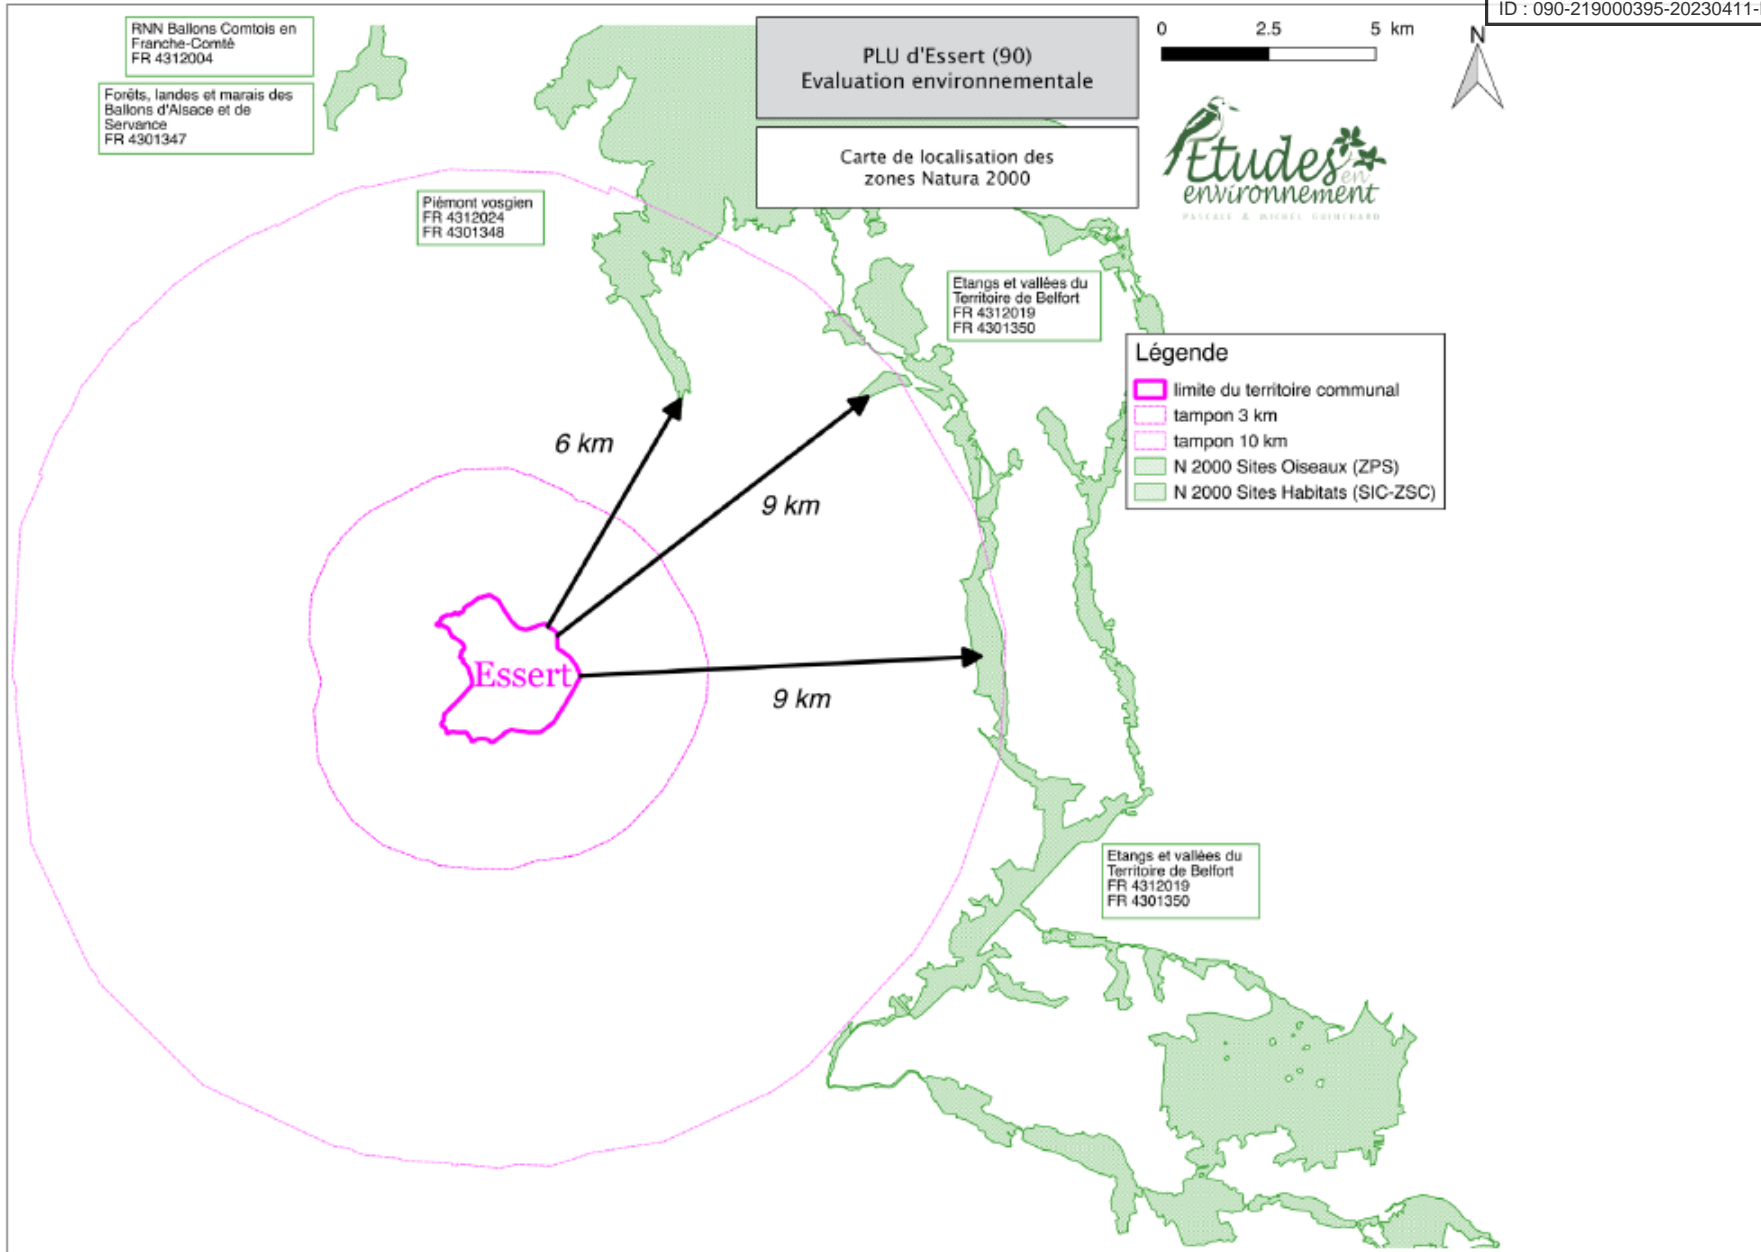 ID : 090-219000395-20230411-
RNN Ballons Comtois en
Franche-Comté
FR 4312004
Forêts, landes et marais des
Ballons d'Alsace et de
Servance
FR 4301347
PLU d'Essert (90)
Evaluation environnementale
Carte de localisation des
zones Natura 2000
0 2.5 5 km
N
Etudes
en
environnement
PASCALE & MICHEL GUINCHARD
Piémont vosgien
FR 4312024
FR 4301348
Etangs et vallées du
Territoire de Belfort
FR 4312019
FR 4301350
Légende
limite du territoire communal
tampon 3 km
tampon 10 km
N 2000 Sites Oiseaux (ZPS)
N 2000 Sites Habitats (SIC-ZSC)
6 km
9 km
Essert
9 km
Etangs et vallées du
Territoire de Belfort
FR 4312019
FR 4301350